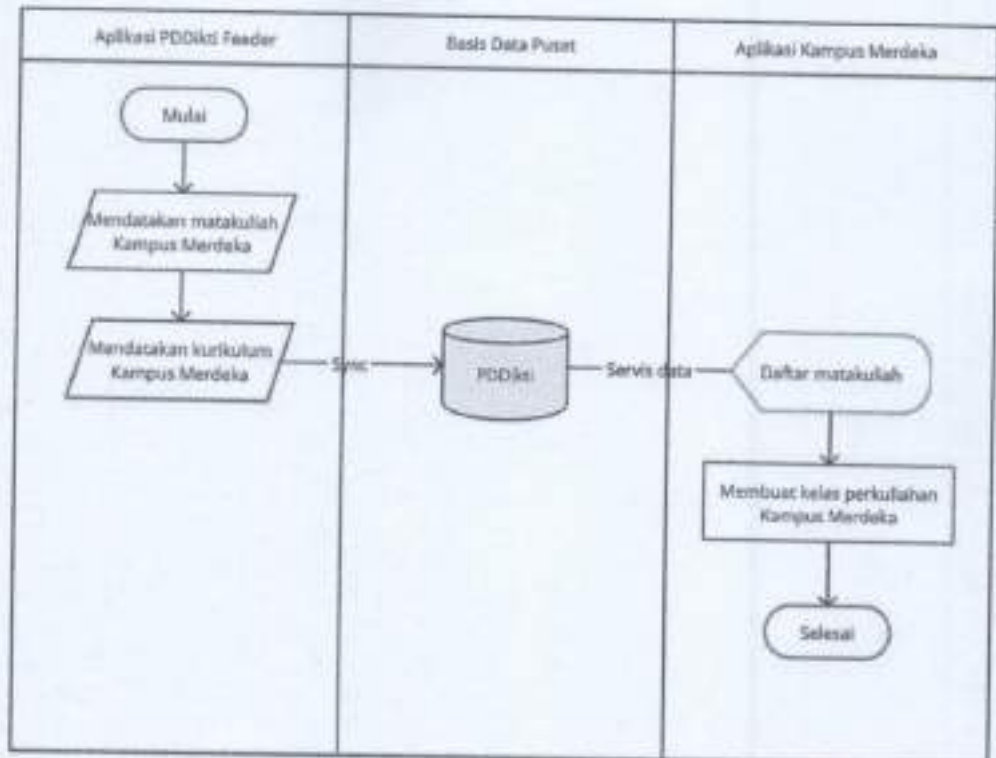 Aplikasi PDDikti Feeder
Basis Data Pusat
Aplikasi Kampus Merdeka
Mulai
Mendatakan matakuliah
Kampus Merdeka
Mendatakan kurikulum
Kampus Merdeka
Sync
PDDikti
Servis data
Daftar matakuliah
Membuat kelas perkuliahan
Kampus Merdeka
Selesai